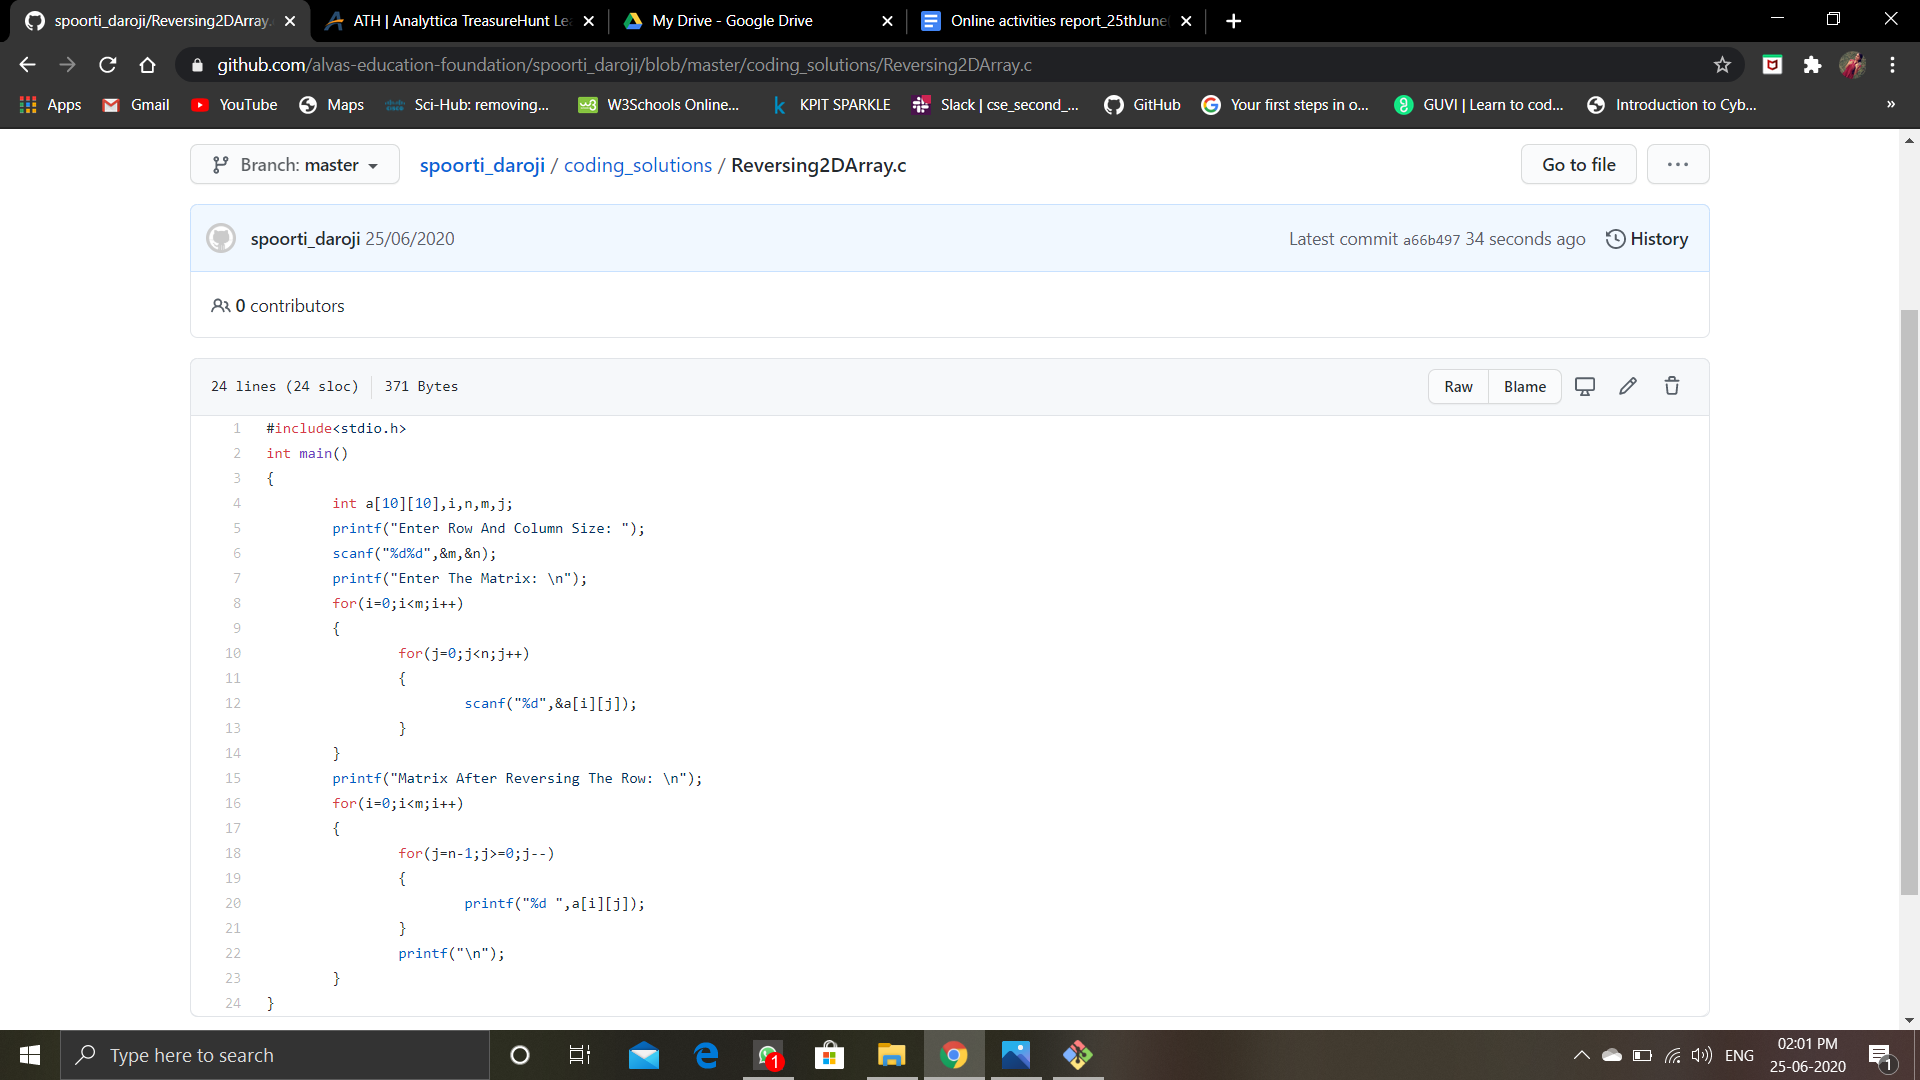 spoorti_daroji/Reversing2DArray.
ATH | Analyttica TreasureHunt Le
My Drive - Google Drive
Online activities report_25thJune
github.com/alvas-education-foundation/spoorti_daroji/blob/master/coding_solutions/Reversing2DArray.c
Apps Gmail YouTube Maps Sci-Hub: removing... W3Schools Online... KPIT SPARKLE Slack | cse_second_... GitHub Your first steps in o... GUVI | Learn to cod... Introduction to Cyb... »
Branch: master spoorti_daroji / coding_solutions / Reversing2DArray.c Go to file ...
spoorti_daroji 25/06/2020 Latest commit a66b497 34 seconds ago History
0 contributors
24 lines (24 sloc) 371 Bytes Raw Blame
1 #include<stdio.h>
2 int main()
3 {
4 int a[10][10],i,n,m,j;
5 printf("Enter Row And Column Size: ");
6 scanf("%d%d",&m,&n);
7 printf("Enter The Matrix: \n");
8 for(i=0;i<m;i++)
9 {
10 for(j=0;j<n;j++)
11 {
12 scanf("%d",&a[i][j]);
13 }
14 }
15 printf("Matrix After Reversing The Row: \n");
16 for(i=0;i<m;i++)
17 {
18 for(j=n-1;j>=0;j--)
19 {
20 printf("%d ",a[i][j]);
21 }
22 printf("\n");
23 }
24 }
Type here to search 1 ENG 02:01 PM 1
25-06-2020